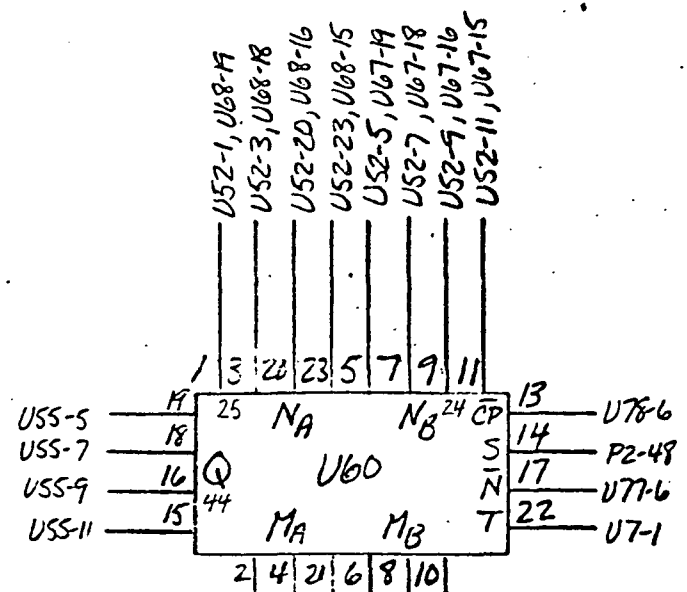 U52-1, U68-19
U52-3, U68-18
U52-20, U68-16
U52-23, U68-15
U52-5, U67-19
U52-7, U67-18
U52-9, U67-16
U52-11, U67-15
1 3 20 23 5 7 9 11
U55-5 19 25 NA NB 24 CP 13 U78-6
U55-7 18 S 14 P2-48
U55-9 16 Q 44 U60 N 17 U77-6
U55-11 15 MA MB T 22 U7-1
2 4 21 6 8 10